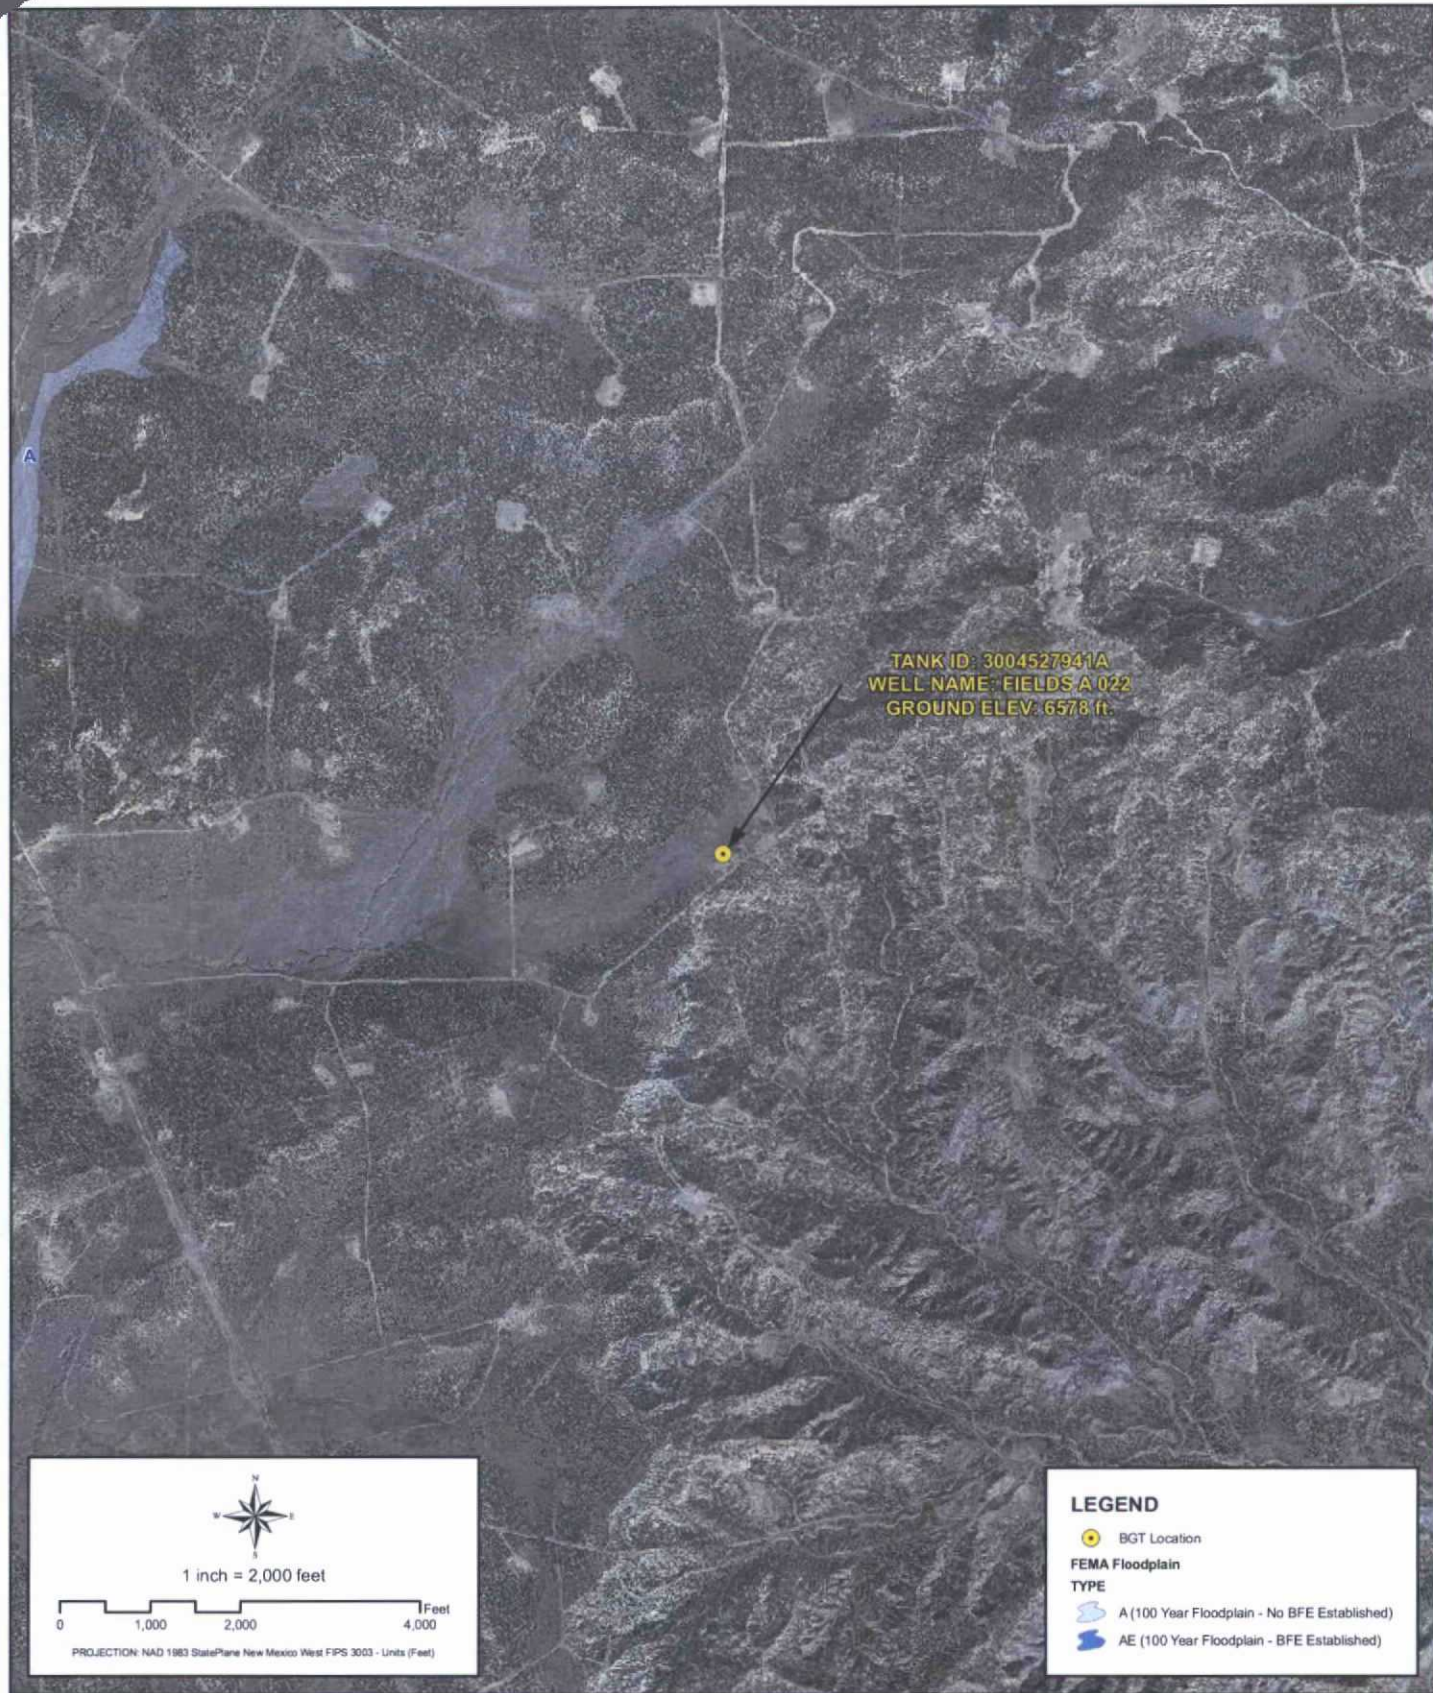 A
TANK ID: 3004527941A
WELL NAME: FIELDS A 022
GROUND ELEV: 6578 ft.
N
W E
S
1 inch = 2,000 feet
Feet
0 1,000 2,000 4,000
PROJECTION: NAD 1983 StatePlane New Mexico West FIPS 3003 - Units (Feet)
LEGEND
BGT Location
FEMA Floodplain
TYPE
A (100 Year Floodplain - No BFE Established)
AE (100 Year Floodplain - BFE Established)